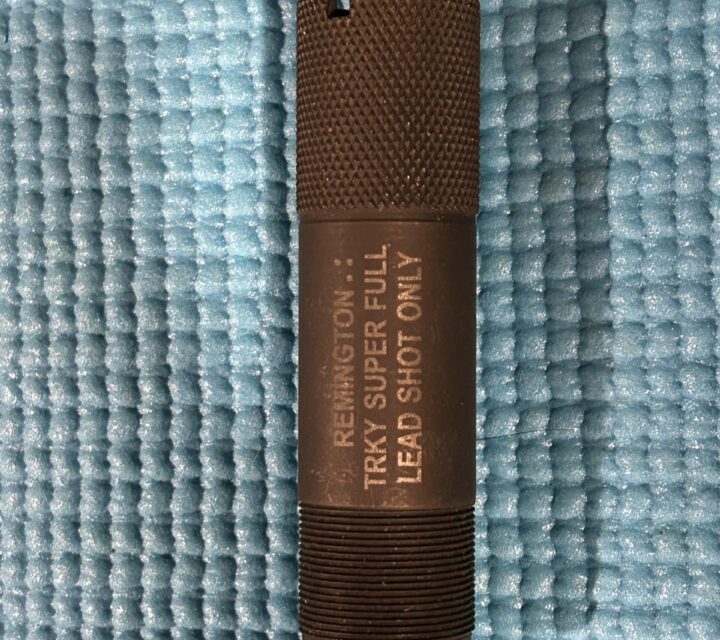 REMINGTON
TRKY SUPER FULL
LEAD SHOT ONLY